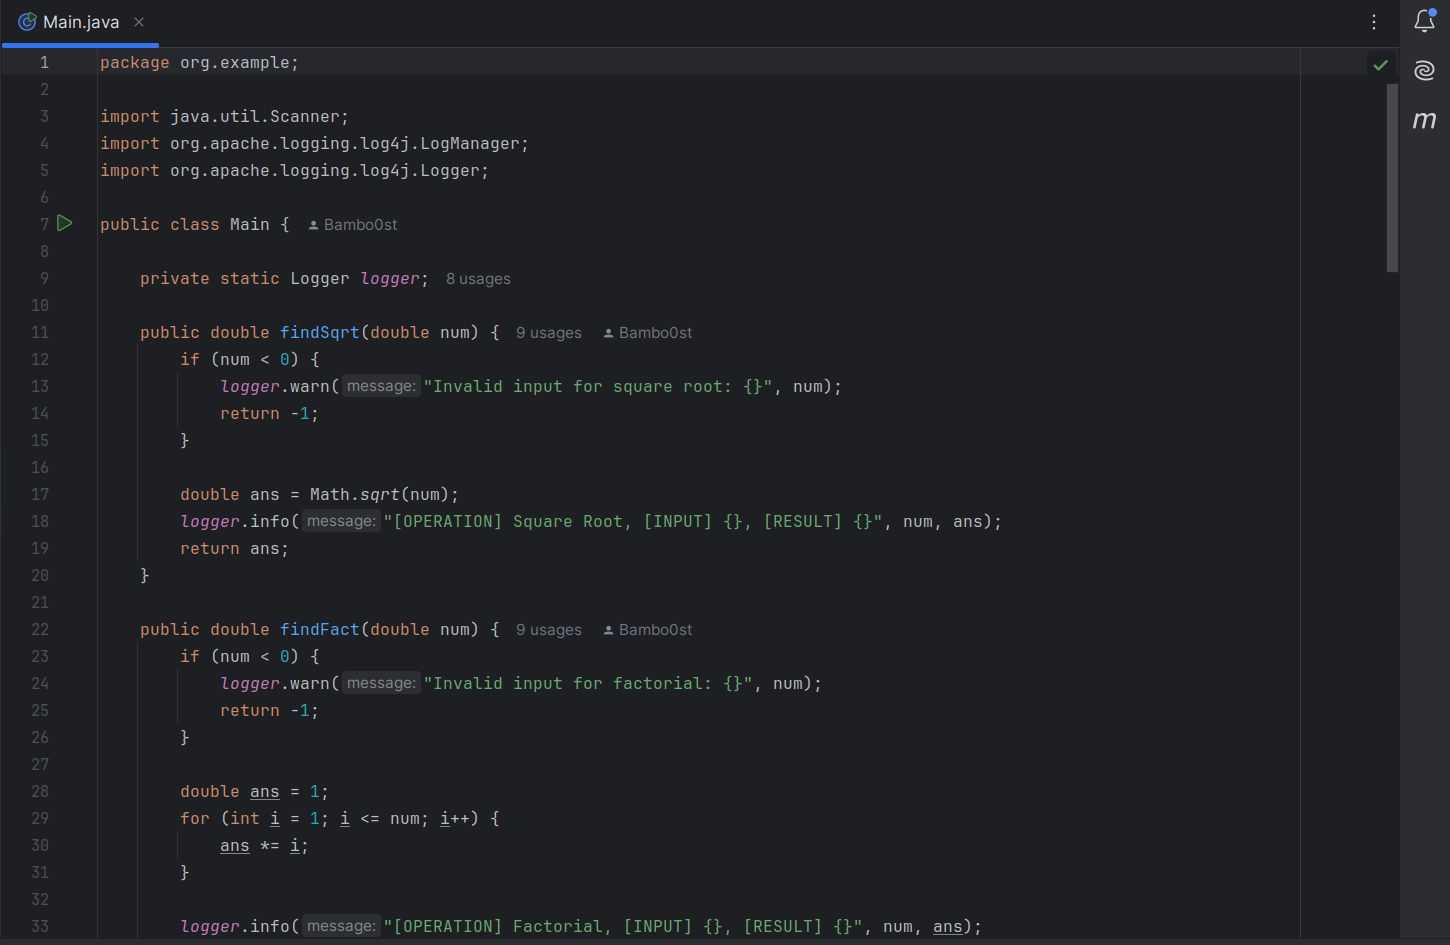 Main.java
1 package org.example;
2
3 import java.util.Scanner;
4 import org.apache.logging.log4j.LogManager;
5 import org.apache.logging.log4j.Logger;
6
7 public class Main { Bambo0st
8
9 private static Logger logger; 8 usages
10
11 public double findSqrt(double num) { 9 usages Bambo0st
12 if (num < 0) {
13 logger.warn( message: "Invalid input for square root: {}", num);
14 return -1;
15 }
16
17 double ans = Math.sqrt(num);
18 logger.info( message: "[OPERATION] Square Root, [INPUT] {}, [RESULT] {}", num, ans);
19 return ans;
20 }
21
22 public double findFact(double num) { 9 usages Bambo0st
23 if (num < 0) {
24 logger.warn( message: "Invalid input for factorial: {}", num);
25 return -1;
26 }
27
28 double ans = 1;
29 for (int i = 1; i <= num; i++) {
30 ans *= i;
31 }
32
33 logger.info( message: "[OPERATION] Factorial, [INPUT] {}, [RESULT] {}", num, ans);
m